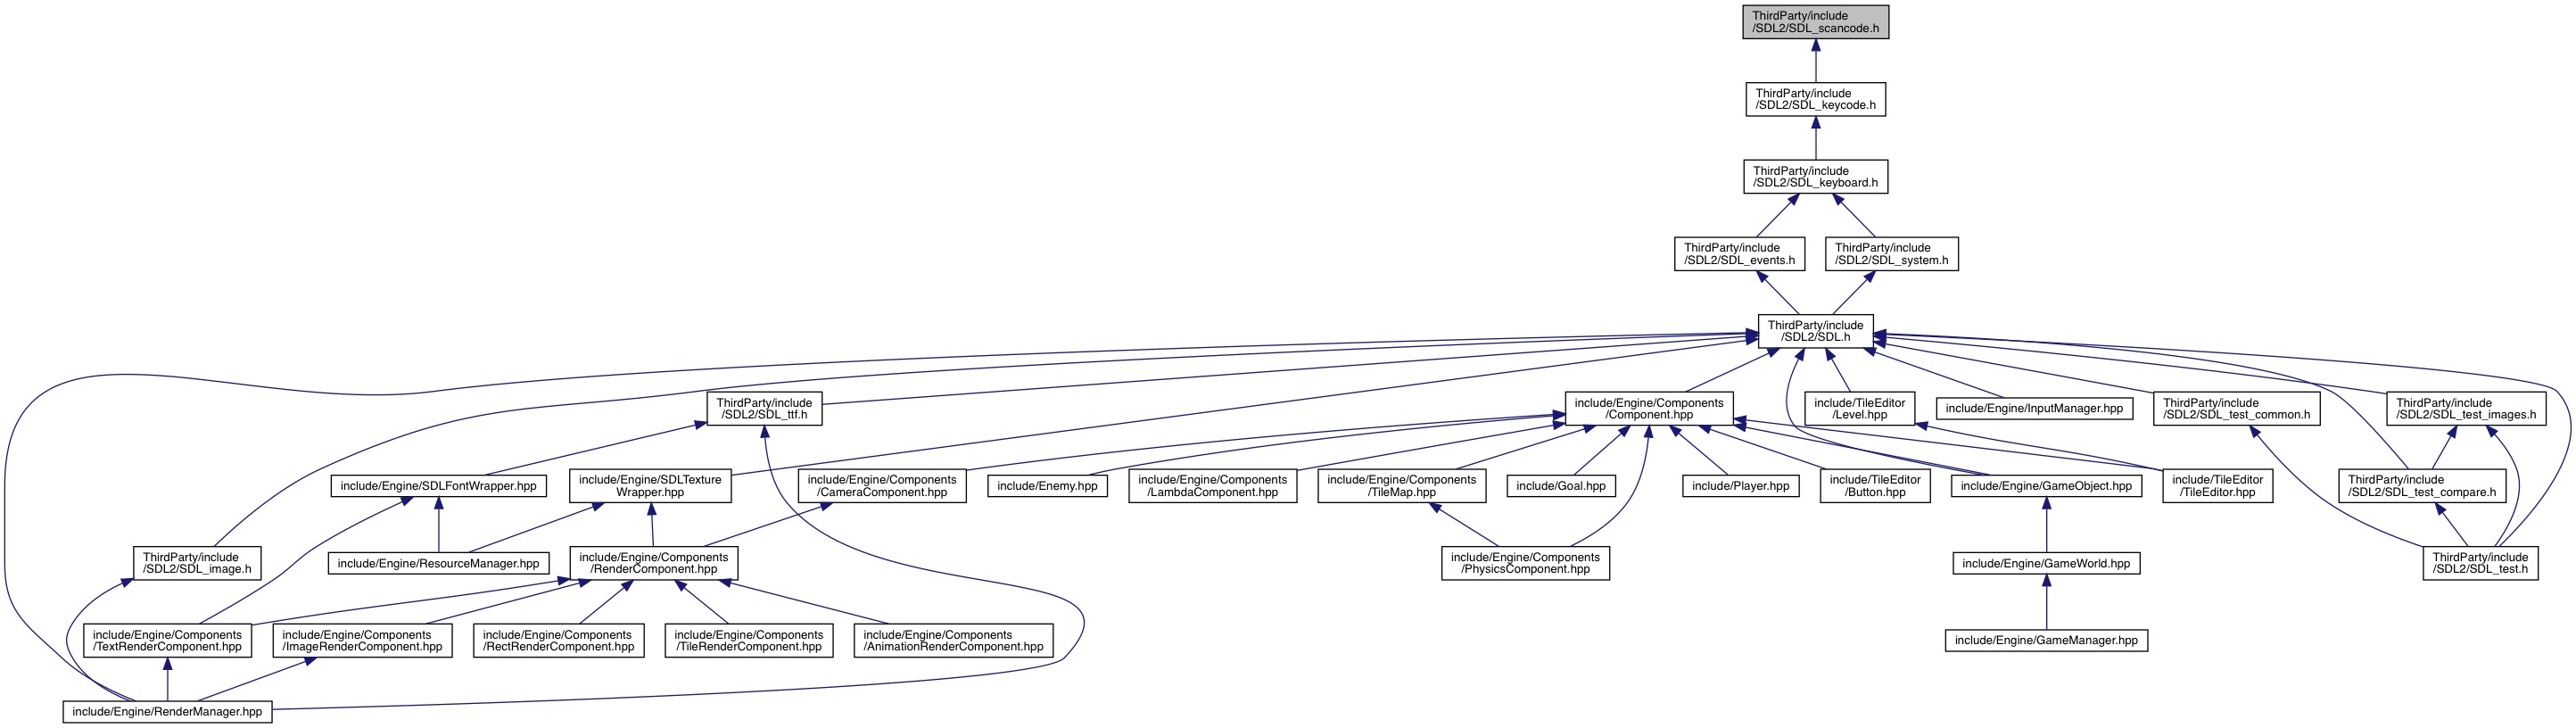 ThirdParty/include
/SDL2/SDL_scancode.h
ThirdParty/include
/SDL2/SDL_keycode.h
ThirdParty/include
/SDL2/SDL_keyboard.h
ThirdParty/include
/SDL2/SDL_events.h
ThirdParty/include
/SDL2/SDL_system.h
ThirdParty/include
/SDL2/SDL.h
ThirdParty/include
/SDL2/SDL_ttf.h
include/Engine/Components
/Component.hpp
include/TileEditor
/Level.hpp
include/Engine/InputManager.hpp
ThirdParty/include
/SDL2/SDL_test_common.h
ThirdParty/include
/SDL2/SDL_test_images.h
include/Engine/SDLFontWrapper.hpp
include/Engine/SDLTexture
Wrapper.hpp
include/Engine/Components
/CameraComponent.hpp
include/Enemy.hpp
include/Engine/Components
/LambdaComponent.hpp
include/Engine/Components
/TileMap.hpp
include/Goal.hpp
include/Player.hpp
include/TileEditor
/Button.hpp
include/Engine/GameObject.hpp
include/TileEditor
/TileEditor.hpp
ThirdParty/include
/SDL2/SDL_test_compare.h
ThirdParty/include
/SDL2/SDL_image.h
include/Engine/ResourceManager.hpp
include/Engine/Components
/RenderComponent.hpp
include/Engine/Components
/PhysicsComponent.hpp
include/Engine/GameWorld.hpp
ThirdParty/include
/SDL2/SDL_test.h
include/Engine/Components
/TextRenderComponent.hpp
include/Engine/Components
/ImageRenderComponent.hpp
include/Engine/Components
/RectRenderComponent.hpp
include/Engine/Components
/TileRenderComponent.hpp
include/Engine/Components
/AnimationRenderComponent.hpp
include/Engine/GameManager.hpp
include/Engine/RenderManager.hpp